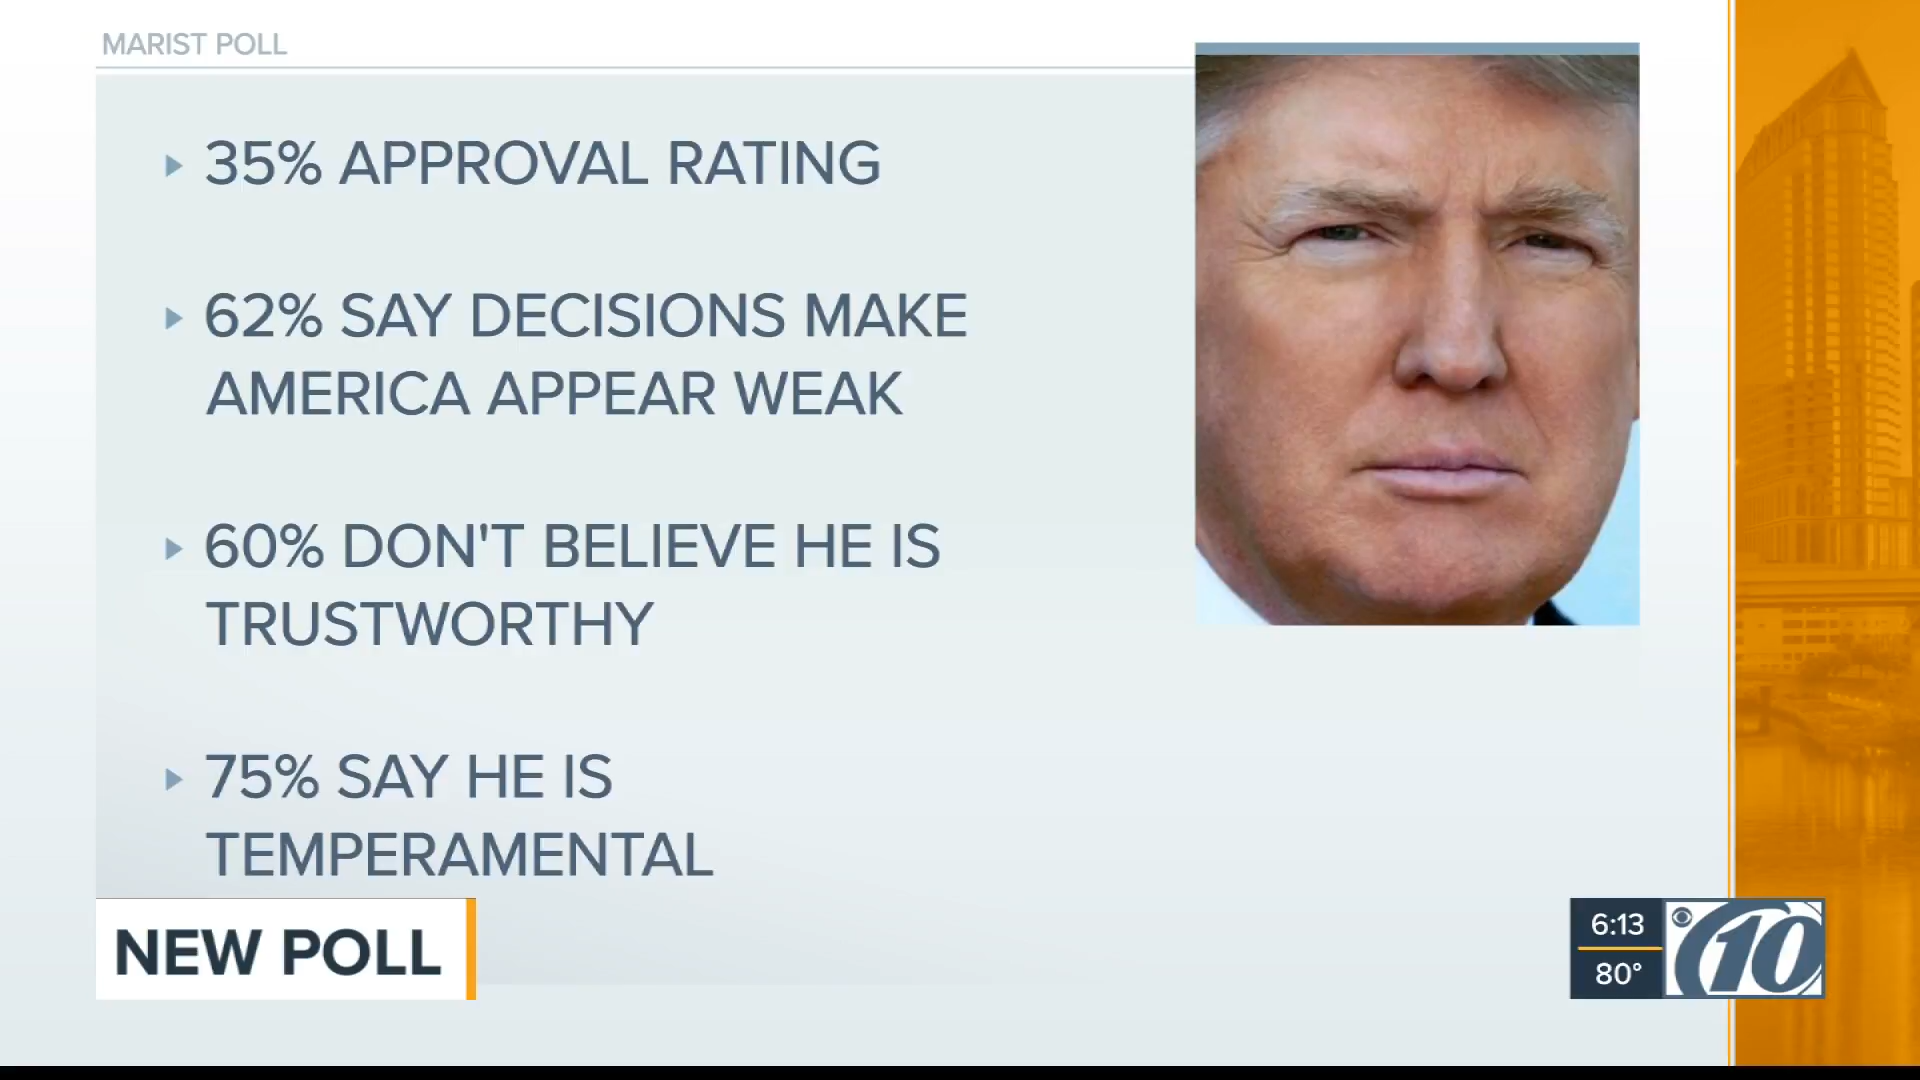 MARIST POLL
35% APPROVAL RATING
62% SAY DECISIONS MAKE
AMERICA APPEAR WEAK
60% DON'T BELIEVE HE IS
TRUSTWORTHY
75% SAY HE IS
TEMPERAMENTAL
NEW POLL
6:13
80°
10